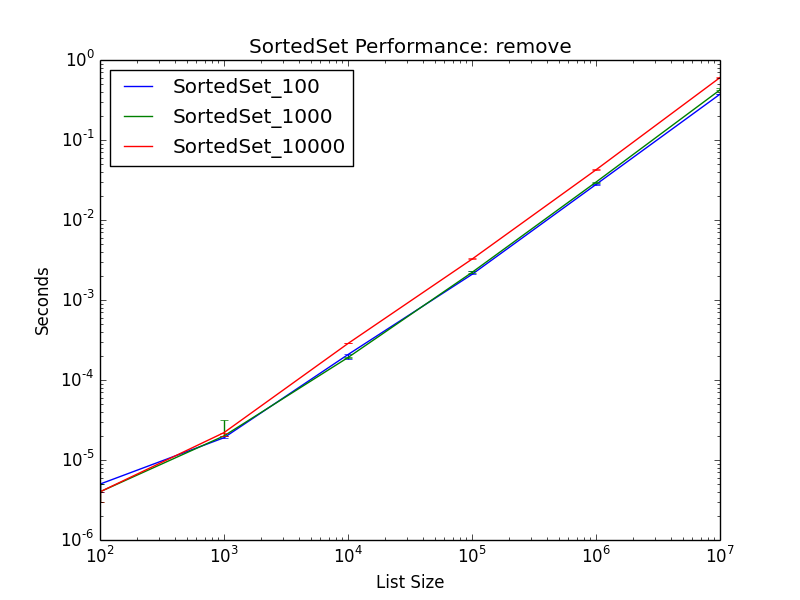 SortedSet Performance: remove
10^0
SortedSet_100
SortedSet_1000
SortedSet_10000
10^-1
10^-2
10^-3
10^-4
10^-5
10^-6
Seconds
10^2 10^3 10^4 10^5 10^6 10^7
List Size